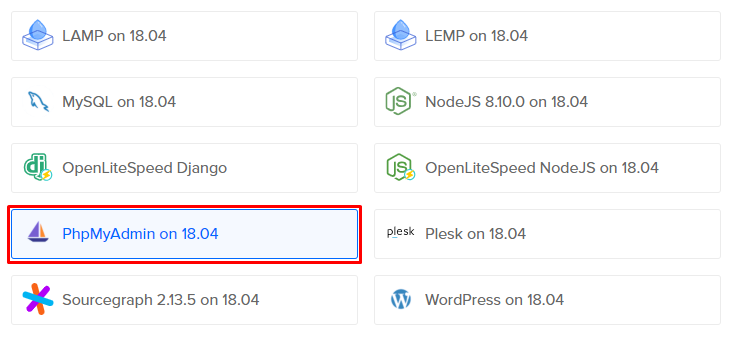 LAMP on 18.04
LEMP on 18.04
MySQL on 18.04
NodeJS 8.10.0 on 18.04
OpenLiteSpeed Django
OpenLiteSpeed NodeJS on 18.04
PhpMyAdmin on 18.04
plesk Plesk on 18.04
Sourcegraph 2.13.5 on 18.04
WordPress on 18.04